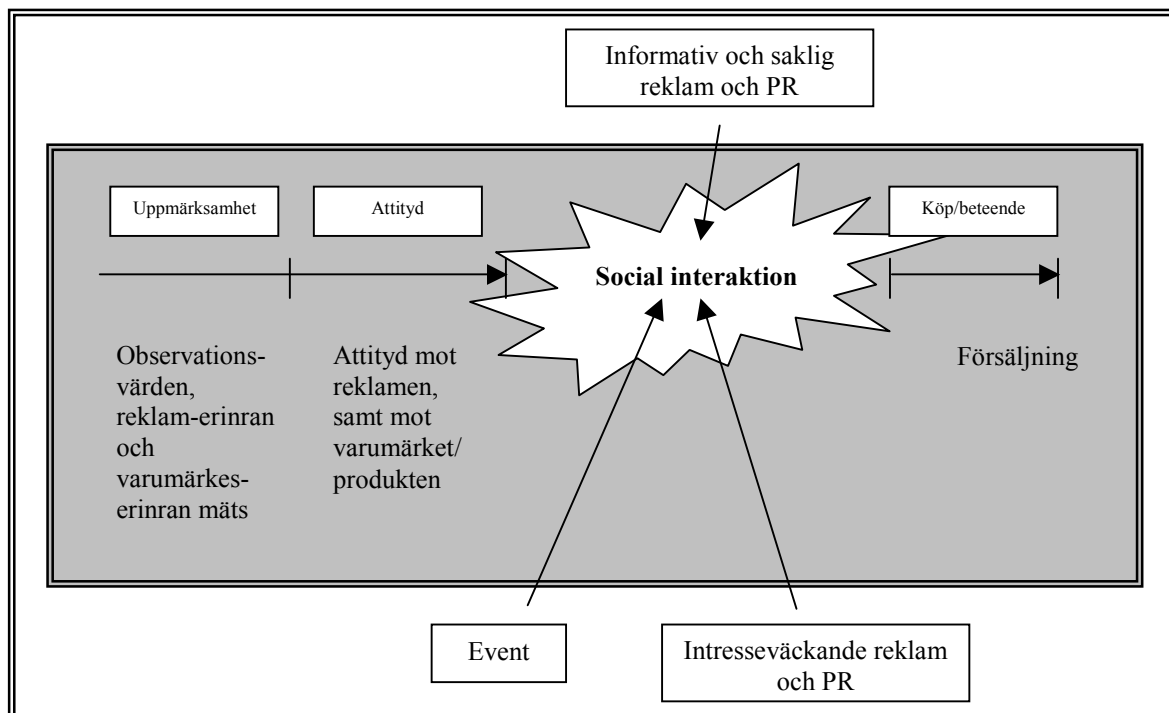 Informativ och saklig
reklam och PR
Uppmärksamhet
Attityd
Köp/beteende
Social interaktion
Observations-
värden,
reklam-erinran
och
varumärkes-
erinran mäts
Attityd mot
reklamen,
samt mot
varumärket/
produkten
Försäljning
Event
Intresseväckande reklam
och PR